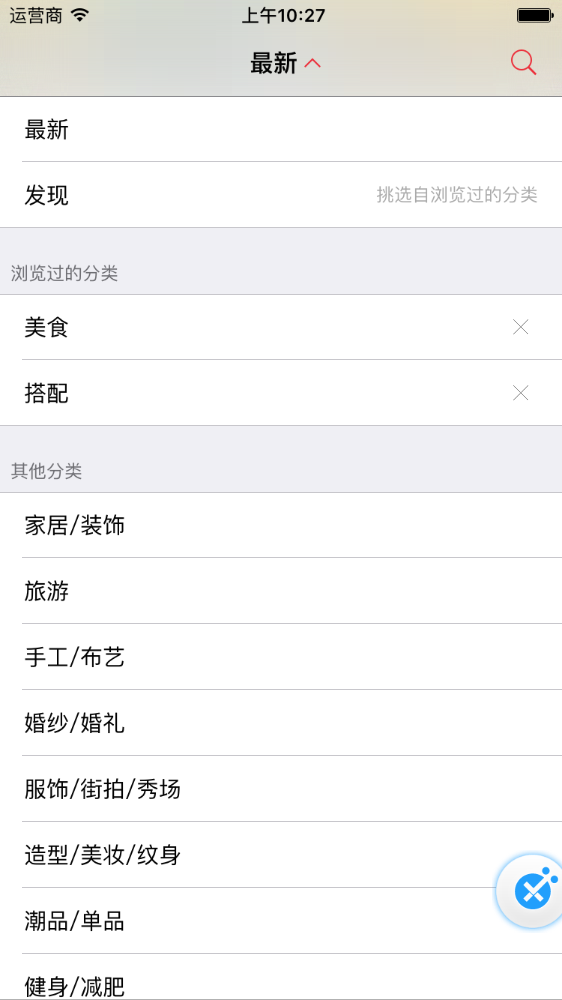 运营商 上午10:27
最新
最新
发现 挑选自浏览过的分类
浏览过的分类
美食
搭配
其他分类
家居/装饰
旅游
手工/布艺
婚纱/婚礼
服饰/街拍/秀场
造型/美妆/纹身
潮品/单品
健身/减肥